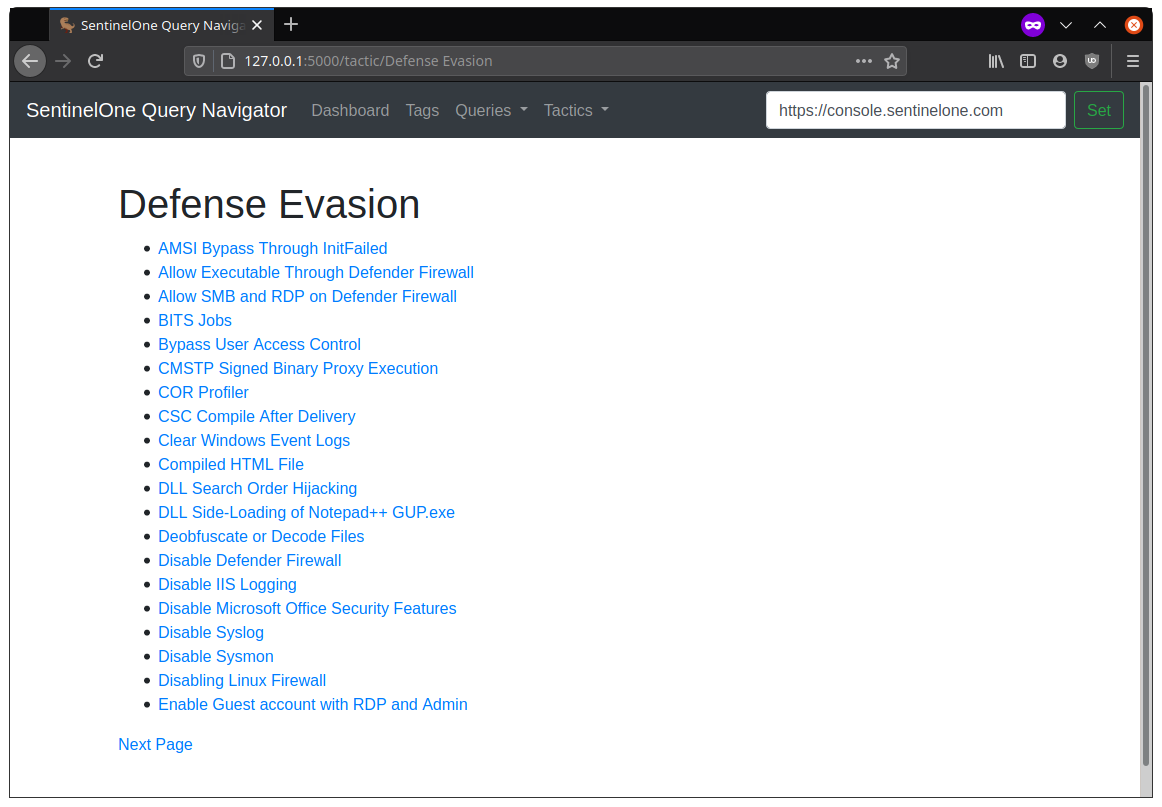 SentinelOne Query Naviga
127.0.0.1:5000/tactic/Defense Evasion
SentinelOne Query Navigator Dashboard Tags Queries Tactics https://console.sentinelone.com Set
Defense Evasion
AMSI Bypass Through InitFailed
Allow Executable Through Defender Firewall
Allow SMB and RDP on Defender Firewall
BITS Jobs
Bypass User Access Control
CMSTP Signed Binary Proxy Execution
COR Profiler
CSC Compile After Delivery
Clear Windows Event Logs
Compiled HTML File
DLL Search Order Hijacking
DLL Side-Loading of Notepad++ GUP.exe
Deobfuscate or Decode Files
Disable Defender Firewall
Disable IIS Logging
Disable Microsoft Office Security Features
Disable Syslog
Disable Sysmon
Disabling Linux Firewall
Enable Guest account with RDP and Admin
Next Page